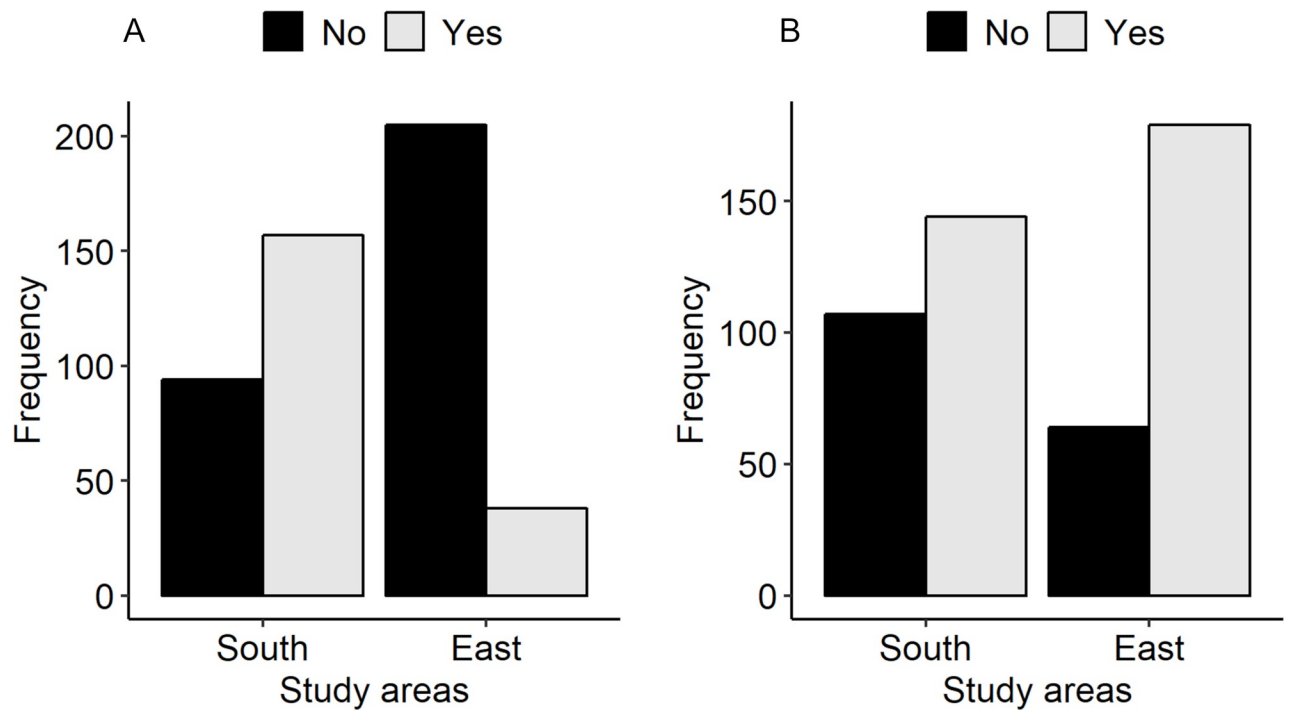 A
No Yes
Frequency
200
150
100
50
0
South East
Study areas
B
No Yes
Frequency
150
100
50
0
South East
Study areas